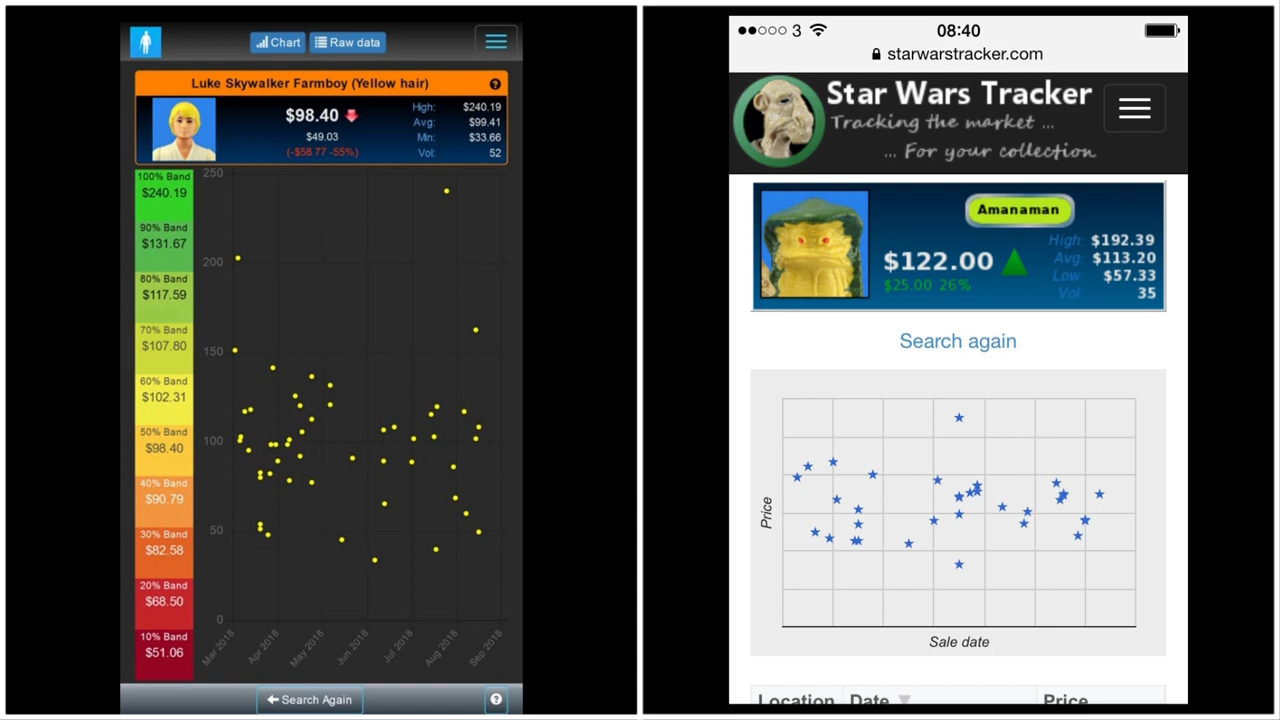 Chart
Raw data
Luke Skywalker Farmboy (Yellow hair)
?
$98.40
$49.03
(-$58.77 -55%)
High: $240.19
Avg: $99.41
Min: $33.66
Vol: 52
100% Band
$240.19
90% Band
$131.67
80% Band
$117.59
70% Band
$107.80
60% Band
$102.31
50% Band
$98.40
40% Band
$90.79
30% Band
$82.58
20% Band
$68.50
10% Band
$51.06
250
200
150
100
50
0
Mar 2018
Apr 2018
May 2018
Jun 2018
Jul 2018
Aug 2018
Sep 2018
Search Again
?
3 08:40
starwarstracker.com
Star Wars Tracker
Tracking the market ...
... For your collection
Amanaman
$122.00
$25.00 26%
High: $192.39
Avg: $113.20
Low: $57.33
Vol: 35
Search again
Price
Sale date
Location Date Price